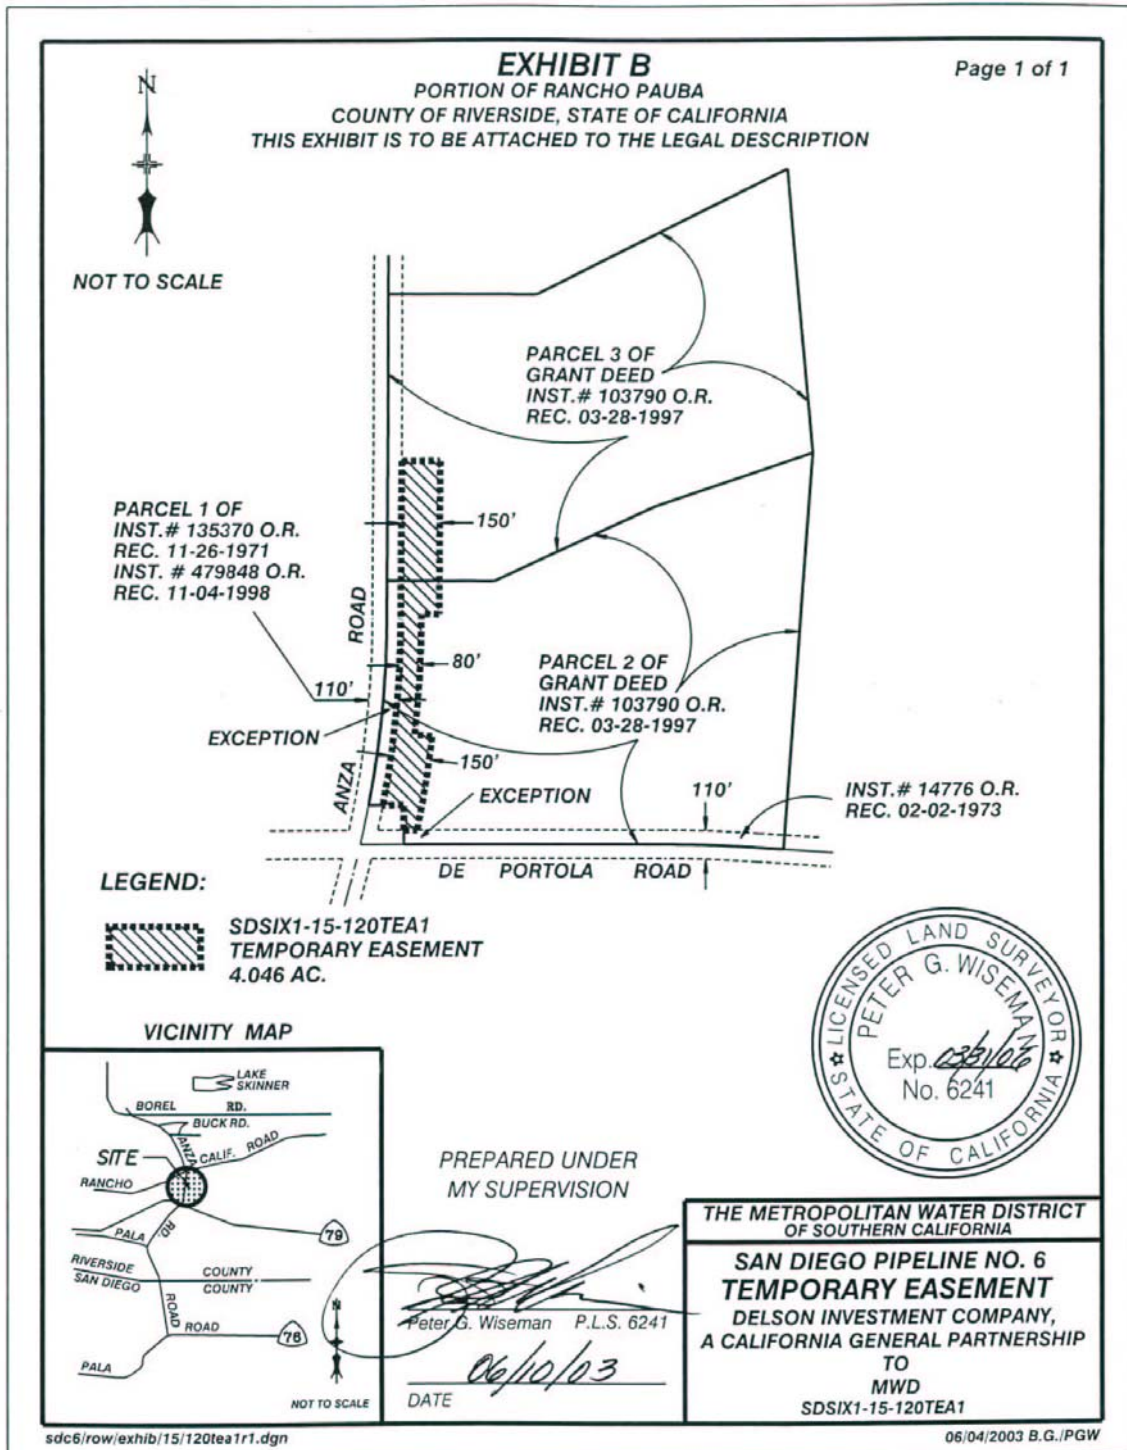 EXHIBIT B
Page 1 of 1
PORTION OF RANCHO PAUBA
COUNTY OF RIVERSIDE, STATE OF CALIFORNIA
THIS EXHIBIT IS TO BE ATTACHED TO THE LEGAL DESCRIPTION
N
NOT TO SCALE
PARCEL 3 OF
GRANT DEED
INST.# 103790 O.R.
REC. 03-28-1997
PARCEL 1 OF
INST.# 135370 O.R.
REC. 11-26-1971
INST. # 479848 O.R.
REC. 11-04-1998
150'
ROAD
80'
PARCEL 2 OF
GRANT DEED
INST.# 103790 O.R.
REC. 03-28-1997
110'
EXCEPTION
ANZA
150'
EXCEPTION
110'
INST.# 14776 O.R.
REC. 02-02-1973
DE PORTOLA ROAD
LEGEND:
SDSIX1-15-120TEA1
TEMPORARY EASEMENT
4.046 AC.
LICENSED LAND SURVEYOR
PETER G. WISEMAN
Exp. 03/31/06
No. 6241
STATE OF CALIFORNIA
VICINITY MAP
LAKE
SKINNER
BOREL RD.
BUCK RD.
ANZA
CALIF. ROAD
SITE
RANCHO
PALA
RD.
79
RIVERSIDE COUNTY
SAN DIEGO COUNTY
ROAD
ROAD
76
PALA
N
NOT TO SCALE
PREPARED UNDER
MY SUPERVISION
Peter G. Wiseman P.L.S. 6241
06/10/03
DATE
THE METROPOLITAN WATER DISTRICT
OF SOUTHERN CALIFORNIA
SAN DIEGO PIPELINE NO. 6
TEMPORARY EASEMENT
DELSON INVESTMENT COMPANY,
A CALIFORNIA GENERAL PARTNERSHIP
TO
MWD
SDSIX1-15-120TEA1
sdc6/row/exhib/15/120tea1r1.dgn
06/04/2003 B.G./PGW